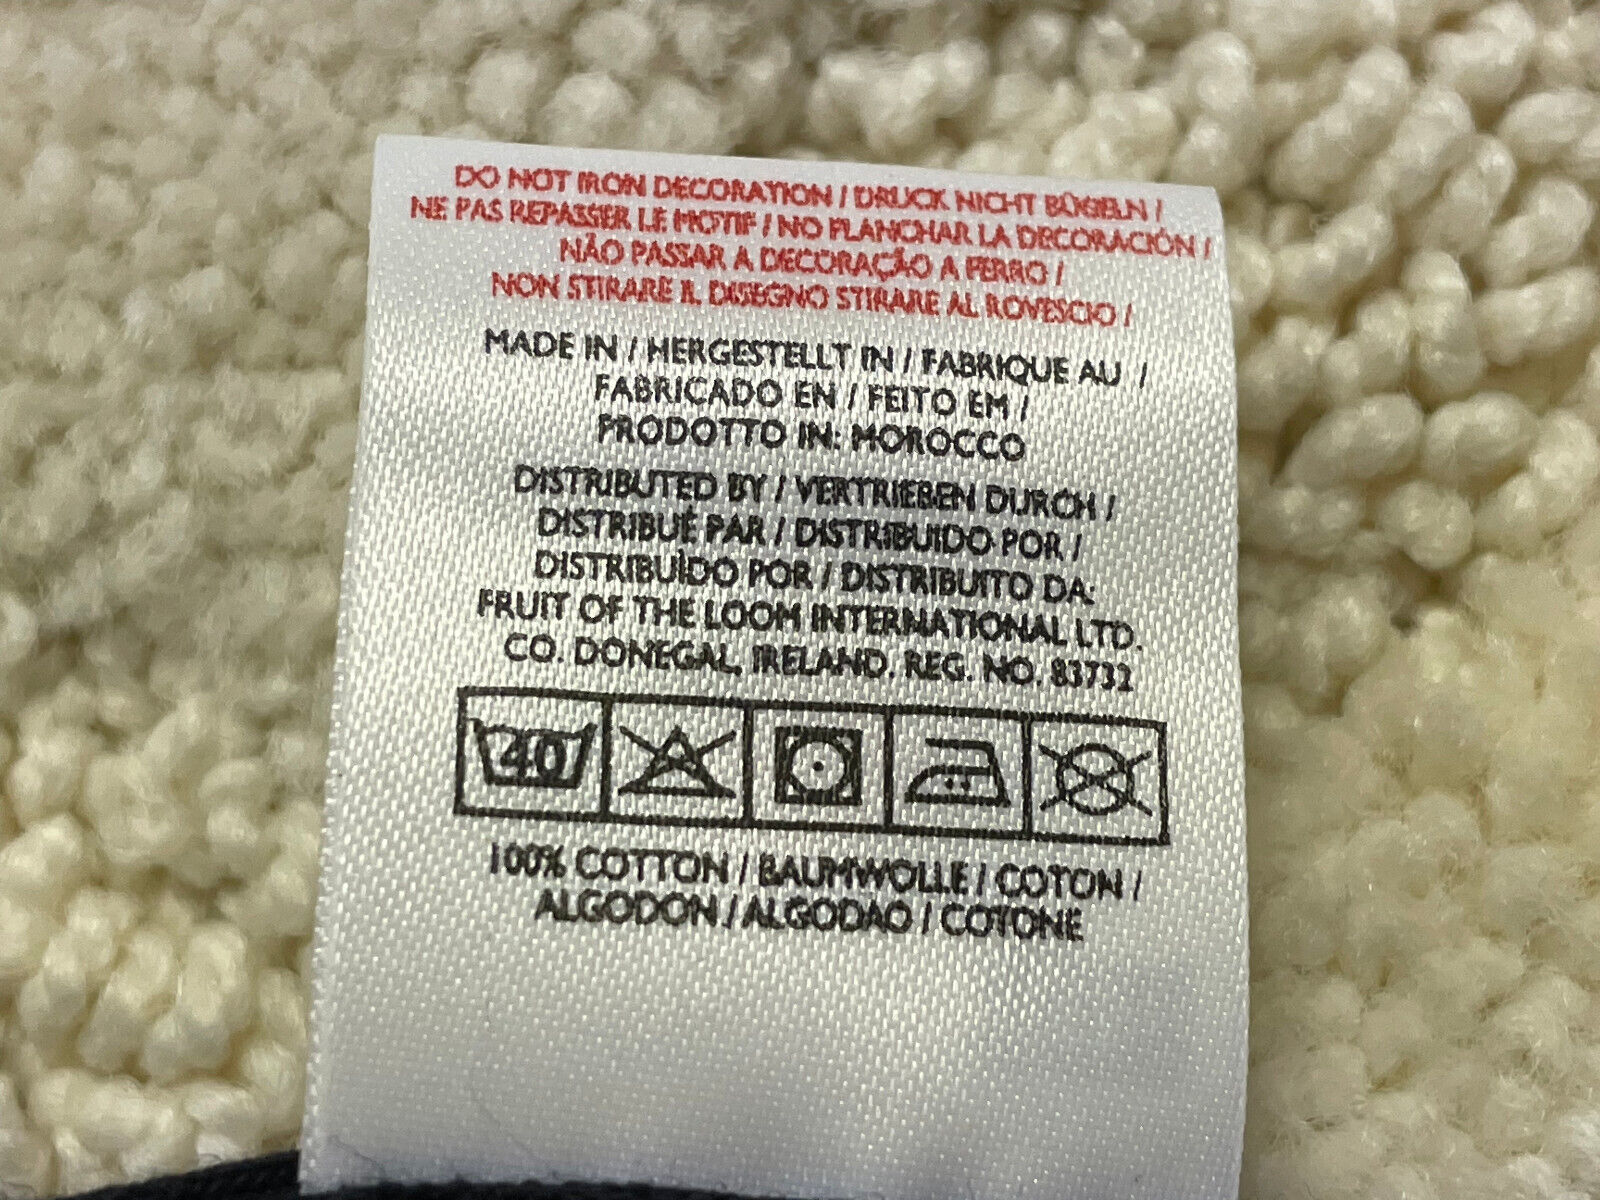 DO NOT IRON DECORATION / DRUCK NICHT BÜGELN /
NE PAS REPASSER LE MOTIF / NO PLANCHAR LA DECORACIÓN /
NÃO PASSAR A DECORAÇÃO A FERRO /
NON STIRARE IL DISEGNO STIRARE AL ROVESCIO /
MADE IN / HERGESTELLT IN / FABRIQUE AU /
FABRICADO EN / FEITO EM /
PRODOTTO IN: MOROCCO
DISTRIBUTED BY / VERTRIEBEN DURCH /
DISTRIBUÉ PAR / DISTRIBUIDO POR /
DISTRIBUÌDO POR / DISTRIBUITO DA:
FRUIT OF THE LOOM INTERNATIONAL LTD.
CO. DONEGAL, IRELAND. REG. NO. 83732
40
100% COTTON / BAUMWOLLE / COTON /
ALGODON / ALGODAO / COTONE